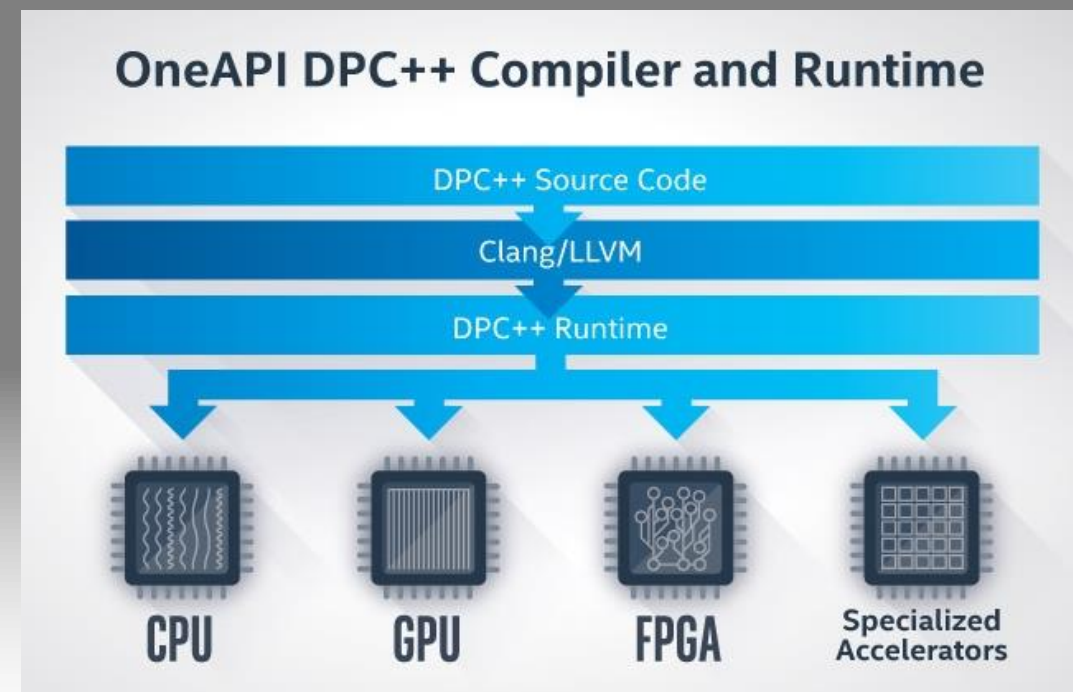 OneAPI DPC++ Compiler and Runtime
DPC++ Source Code
Clang/LLVM
DPC++ Runtime
CPU
GPU
FPGA
Specialized
Accelerators